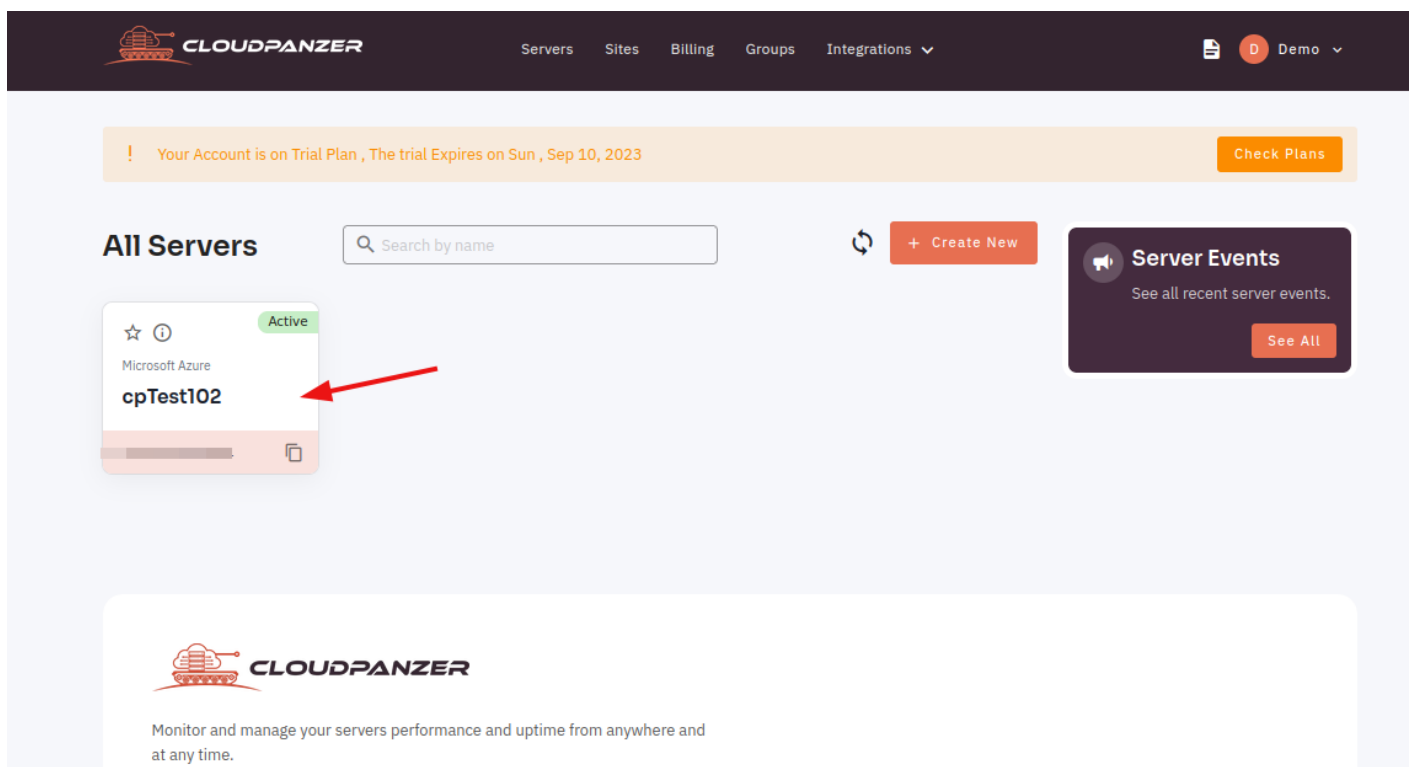 CLOUDPANZER
Servers Sites Billing Groups Integrations
D Demo
! Your Account is on Trial Plan , The trial Expires on Sun , Sep 10, 2023
Check Plans
All Servers
Search by name
+ Create New
Server Events
See all recent server events.
See All
Active
Microsoft Azure
cpTest102
CLOUDPANZER
Monitor and manage your servers performance and uptime from anywhere and
at any time.